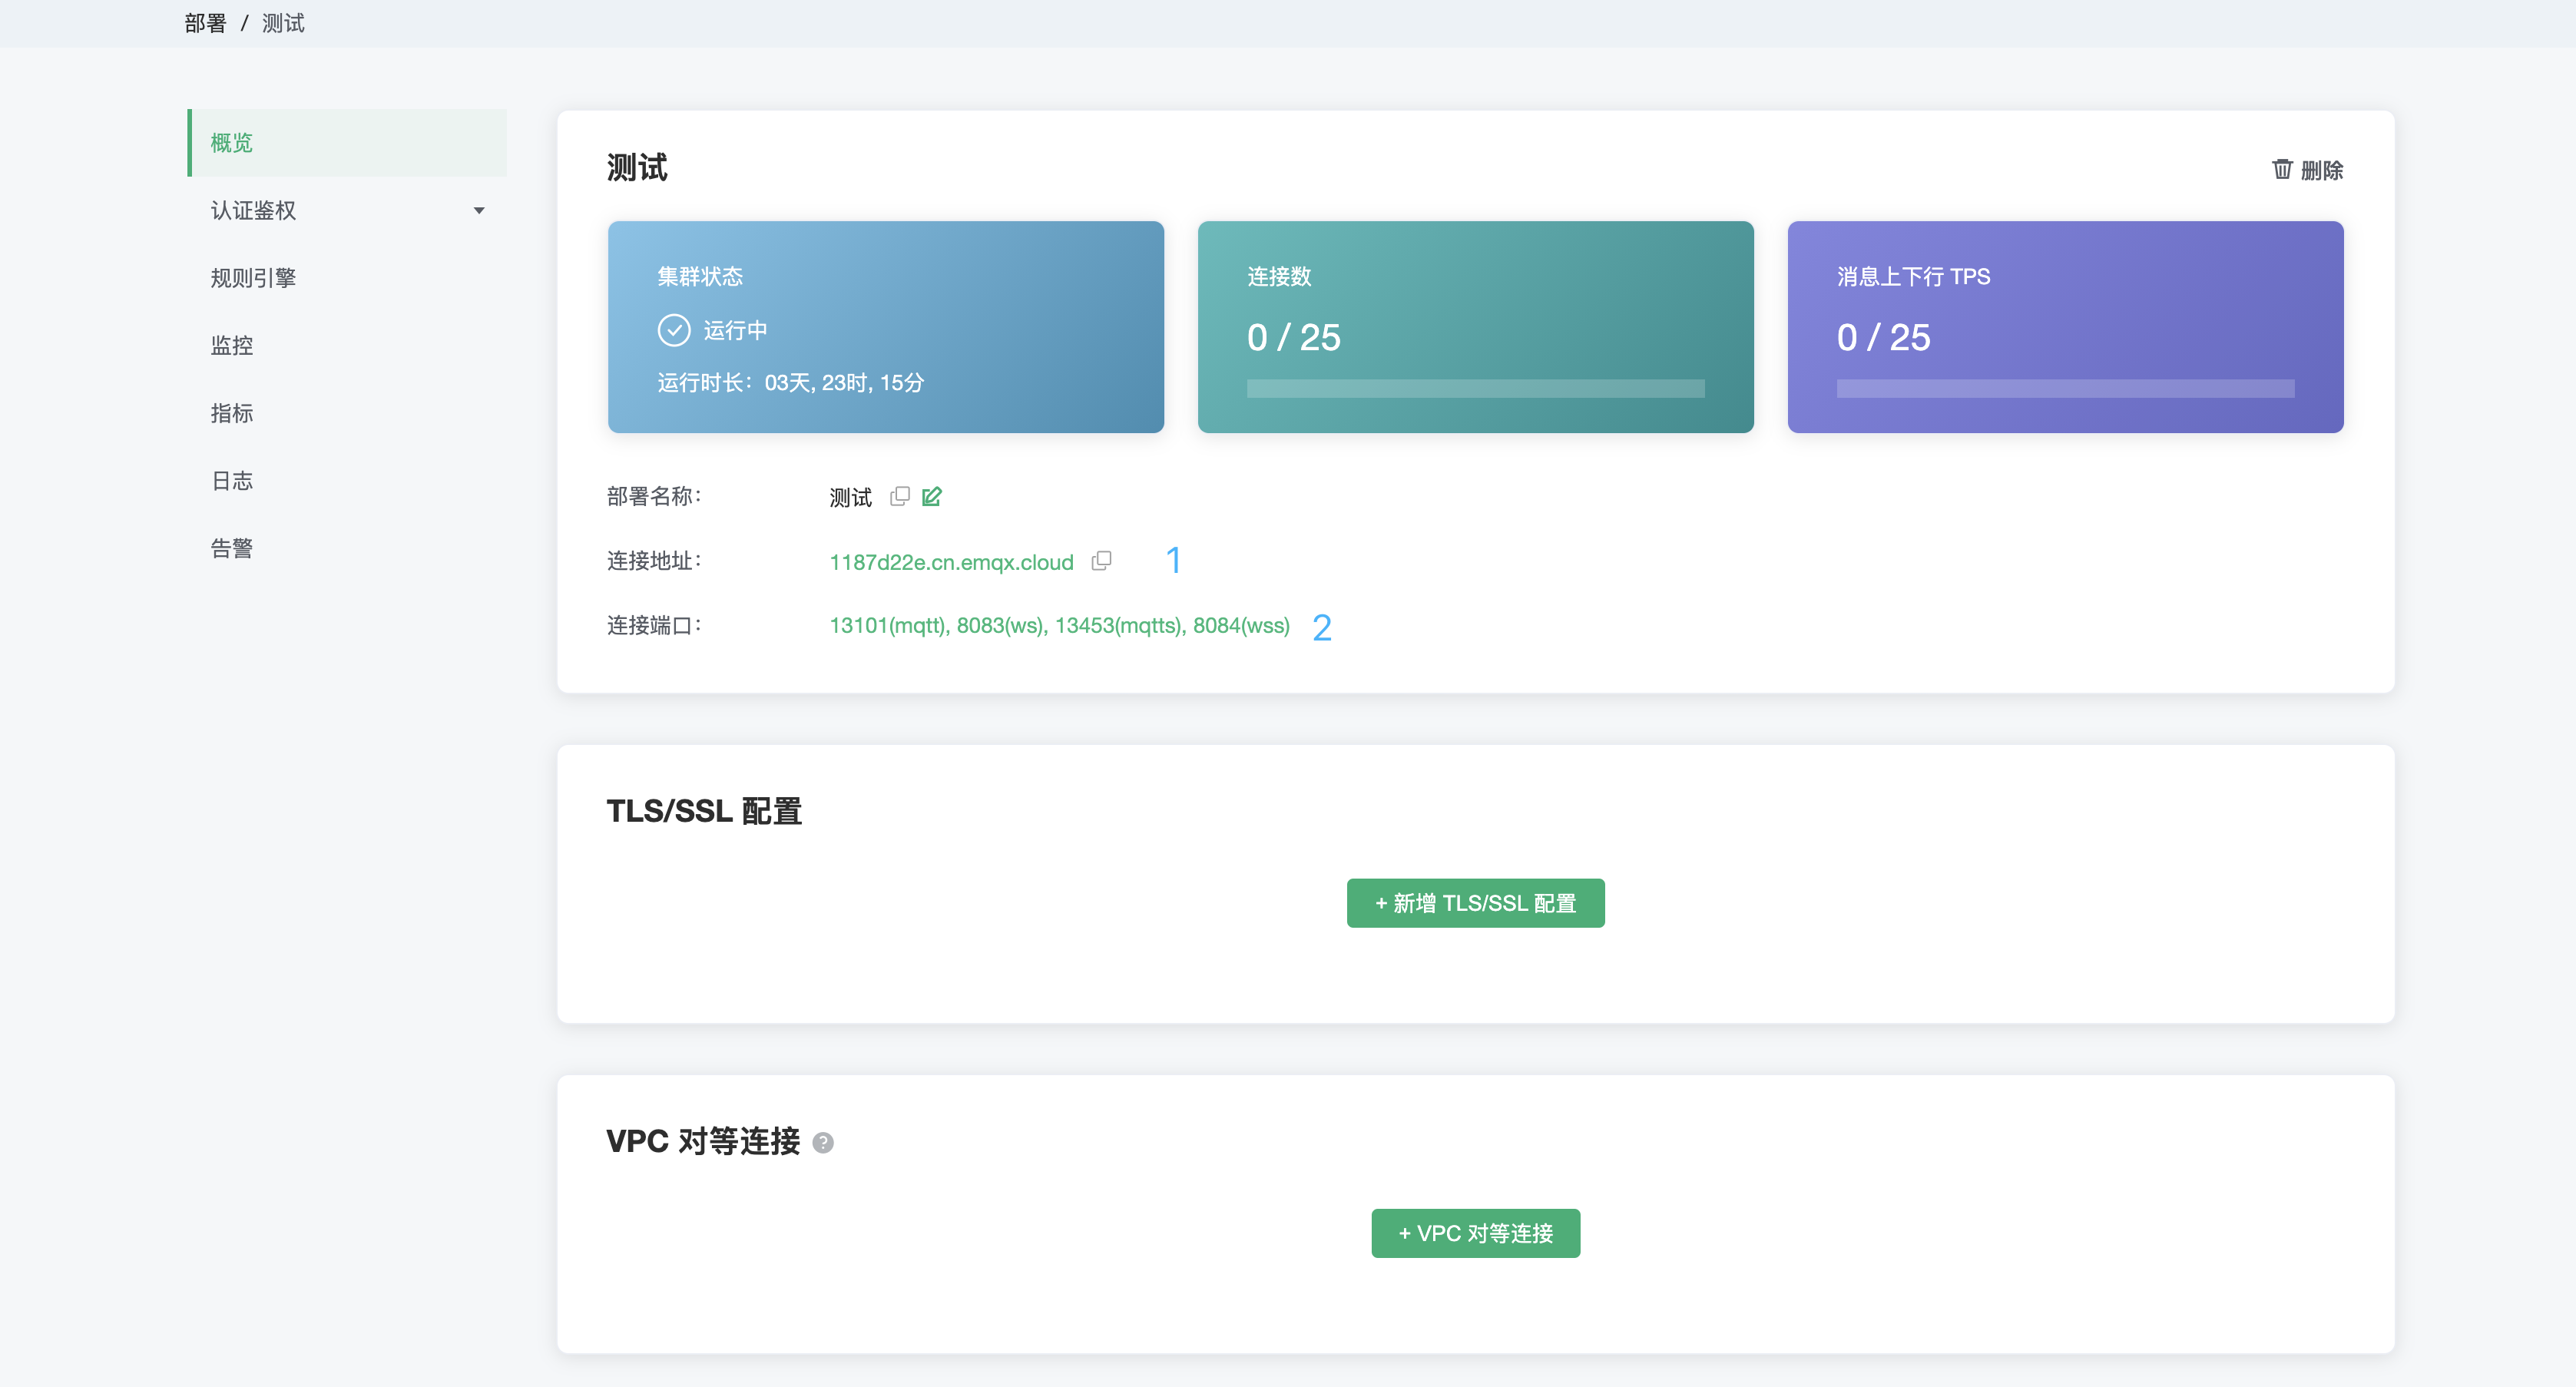 部署 / 测试
概览
认证鉴权
规则引擎
监控
指标
日志
告警
测试
删除
集群状态
运行中
运行时长：03天, 23时, 15分
连接数
0 / 25
消息上下行 TPS
0 / 25
部署名称： 测试
连接地址： 1187d22e.cn.emqx.cloud 1
连接端口： 13101(mqtt), 8083(ws), 13453(mqtts), 8084(wss) 2
TLS/SSL 配置
+ 新增 TLS/SSL 配置
VPC 对等连接 ?
+ VPC 对等连接